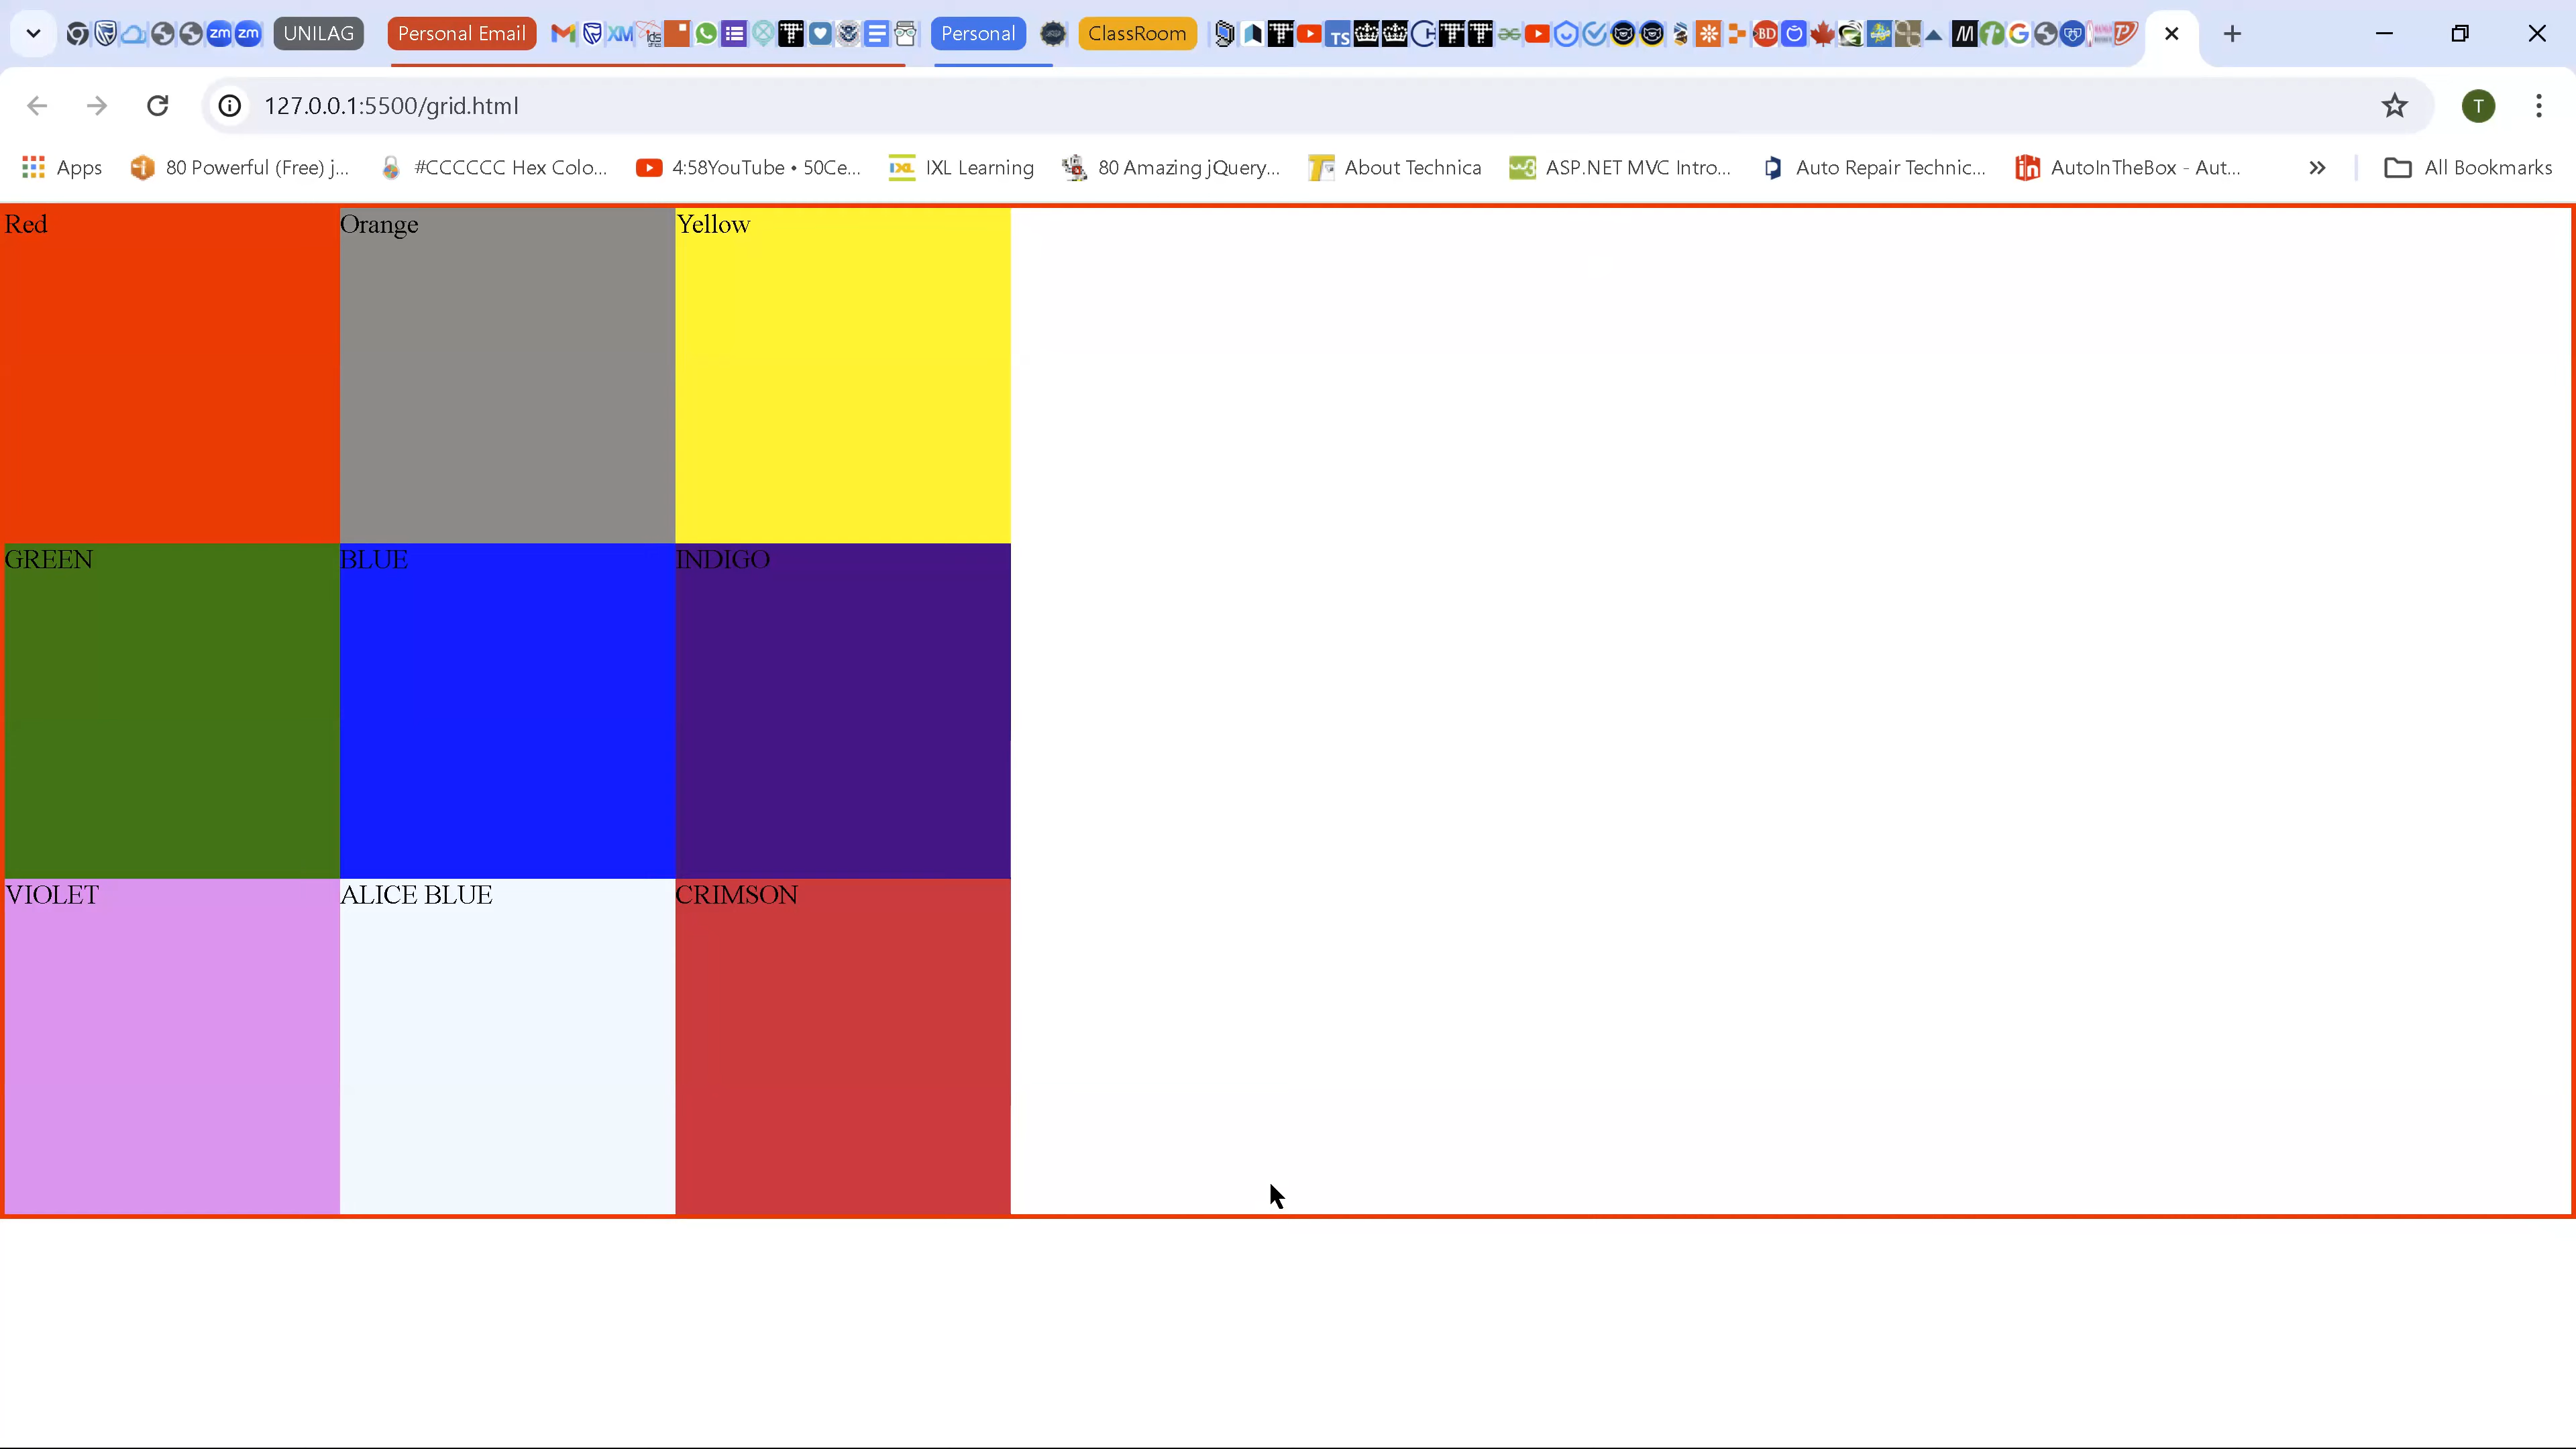 UNILAG Personal Email Personal ClassRoom
127.0.0.1:5500/grid.html
T
Apps 80 Powerful (Free) j... #CCCCCC Hex Colo... 4:58YouTube • 50Ce... IXL Learning 80 Amazing jQuery... About Technica ASP.NET MVC Intro... Auto Repair Technic... AutoInTheBox - Aut... » All Bookmarks
Red Orange Yellow
GREEN BLUE INDIGO
VIOLET ALICE BLUE CRIMSON